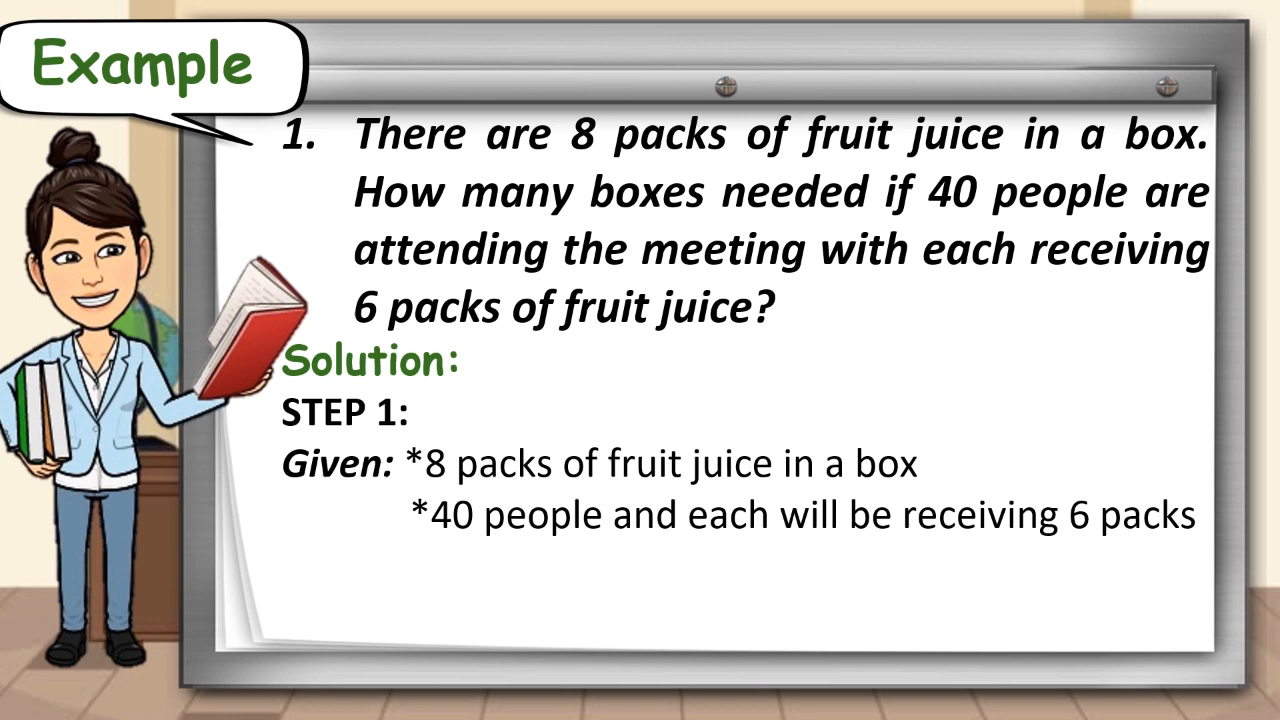 Example
1. There are 8 packs of fruit juice in a box.
How many boxes needed if 40 people are
attending the meeting with each receiving
6 packs of fruit juice?
Solution:
STEP 1:
Given: *8 packs of fruit juice in a box
*40 people and each will be receiving 6 packs